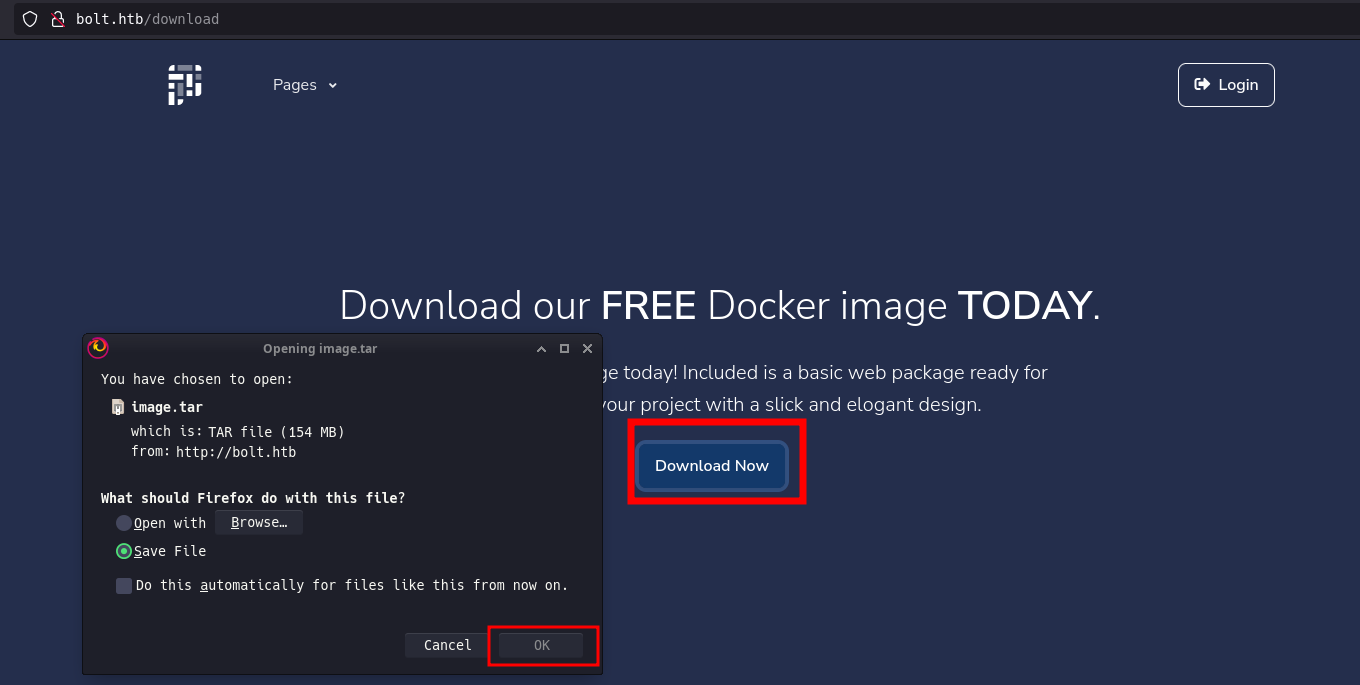 bolt.htb/download
Pages
Login
Download our FREE Docker image TODAY.
ge today! Included is a basic web package ready for
your project with a slick and elogant design.
Download Now
Opening image.tar
You have chosen to open:
image.tar
which is: TAR file (154 MB)
from: http://bolt.htb
What should Firefox do with this file?
Open with Browse…
Save File
Do this automatically for files like this from now on.
Cancel OK